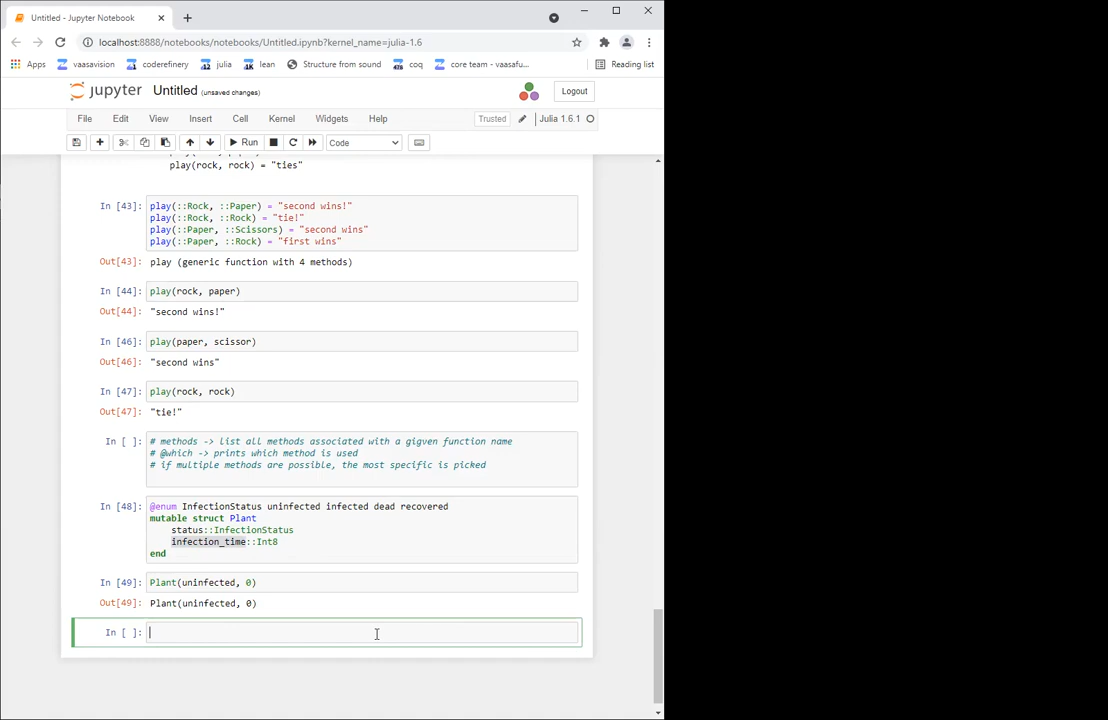 Untitled - Jupyter Notebook
localhost:8888/notebooks/notebooks/Untitled.ipynb?kernel_name=julia-1.6
Apps vaasavision coderefinery julia lean Structure from sound coq core team - vaasafu... Reading list
jupyter Untitled (unsaved changes) Logout
File Edit View Insert Cell Kernel Widgets Help Trusted Julia 1.6.1
Run Code
play(rock, rock) = "ties"
In [43]: play(::Rock, ::Paper) = "second wins!"
play(::Rock, ::Rock) = "tie!"
play(::Paper, ::Scissors) = "second wins"
play(::Paper, ::Rock) = "first wins"
Out[43]: play (generic function with 4 methods)
In [44]: play(rock, paper)
Out[44]: "second wins!"
In [46]: play(paper, scissor)
Out[46]: "second wins"
In [47]: play(rock, rock)
Out[47]: "tie!"
In [ ]: # methods -> list all methods associated with a gigven function name
# @which -> prints which method is used
# if multiple methods are possible, the most specific is picked
In [48]: @enum InfectionStatus uninfected infected dead recovered
mutable struct Plant
status::InfectionStatus
infection_time::Int8
end
In [49]: Plant(uninfected, 0)
Out[49]: Plant(uninfected, 0)
In [ ]: